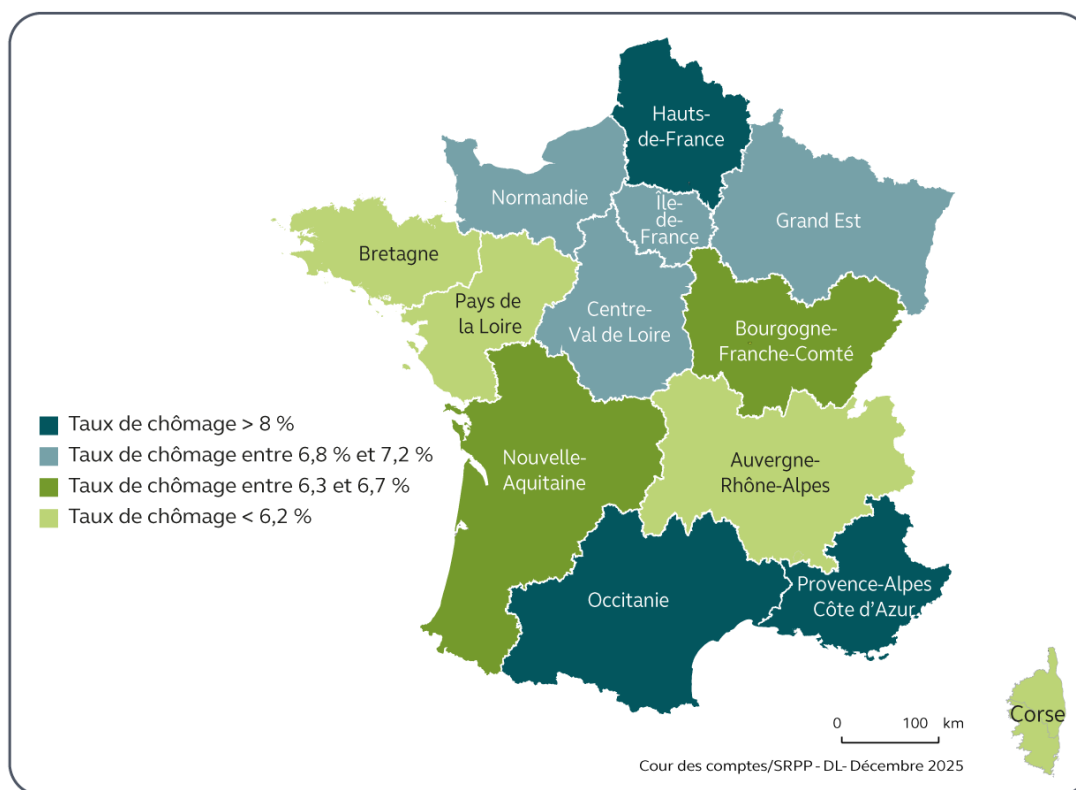 Hauts-
de-France
Normandie
Île-
de-
France
Grand Est
Bretagne
Pays de
la Loire
Centre-
Val de Loire
Bourgogne-
Franche-Comté
Taux de chômage > 8 %
Taux de chômage entre 6,8 % et 7,2 %
Taux de chômage entre 6,3 et 6,7 %
Taux de chômage < 6,2 %
Nouvelle-
Aquitaine
Auvergne-
Rhône-Alpes
Occitanie
Provence-Alpes
Côte d'Azur
Corse
0 100 km
Cour des comptes/SRPP - DL- Décembre 2025